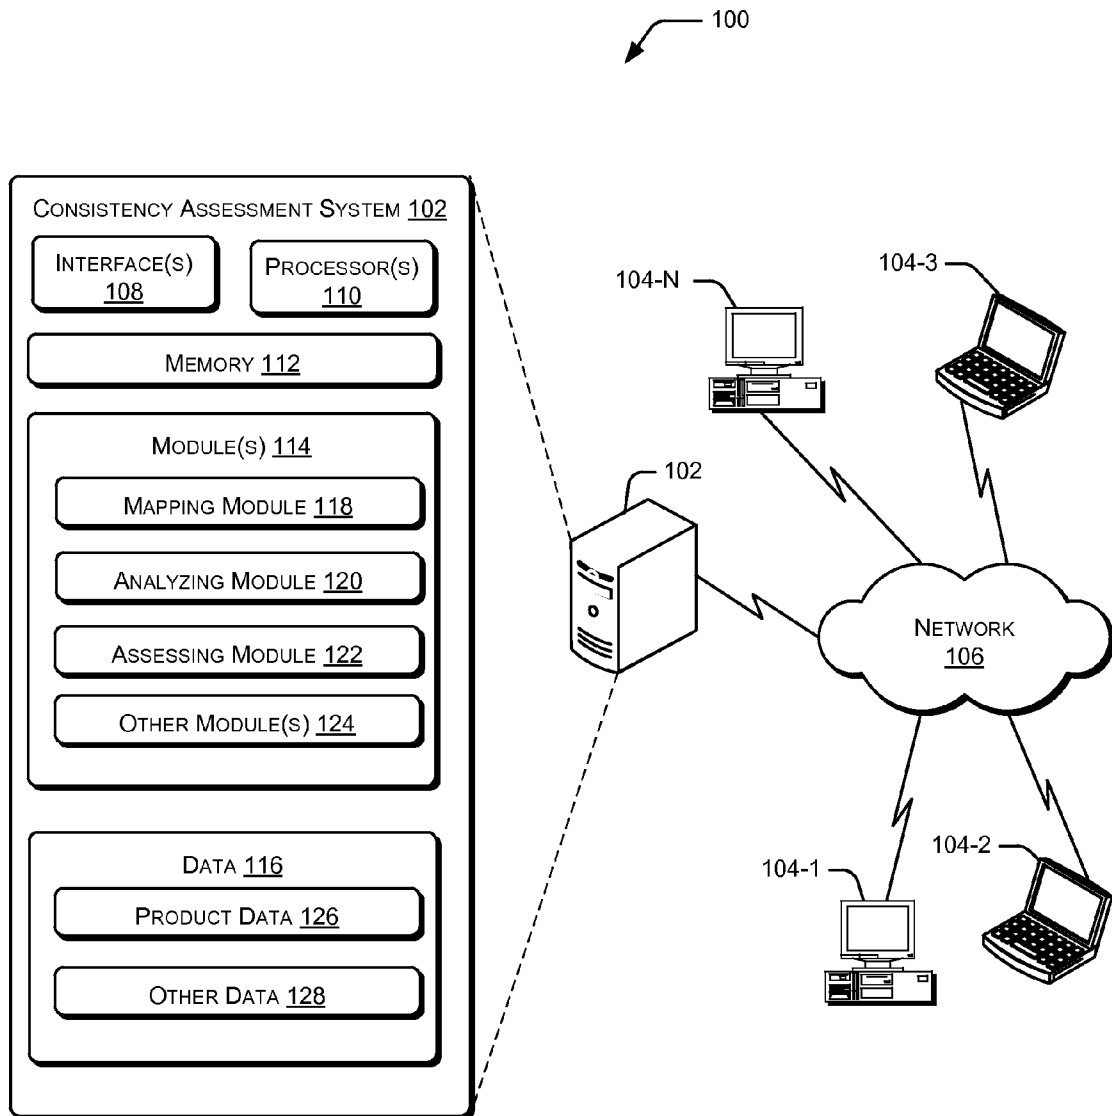 100
CONSISTENCY ASSESSMENT SYSTEM 102
INTERFACE(S)
108
PROCESSOR(S)
110
MEMORY 112
MODULE(S) 114
MAPPING MODULE 118
ANALYZING MODULE 120
ASSESSING MODULE 122
OTHER MODULE(S) 124
DATA 116
PRODUCT DATA 126
OTHER DATA 128
104-N
104-3
102
NETWORK
106
104-1
104-2